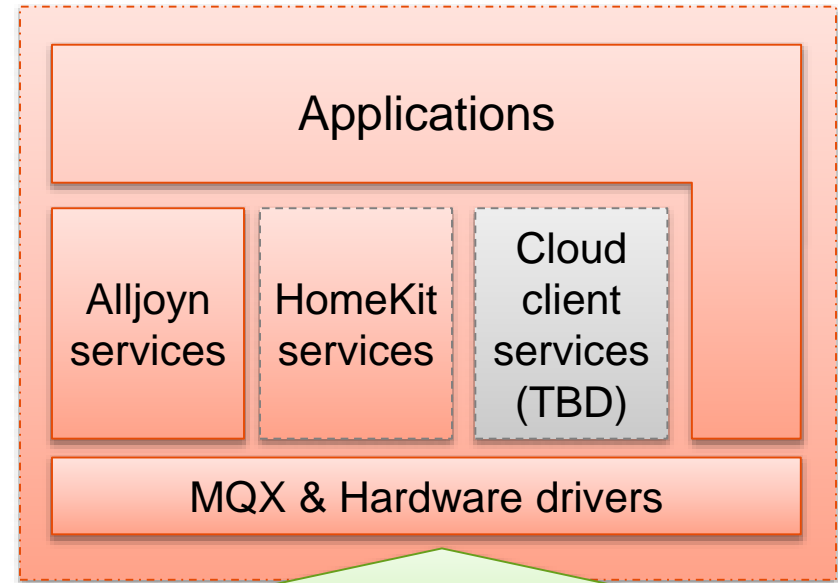 Applications
Alljoyn
services
HomeKit
services
Cloud
client
services
(TBD)
MQX & Hardware drivers